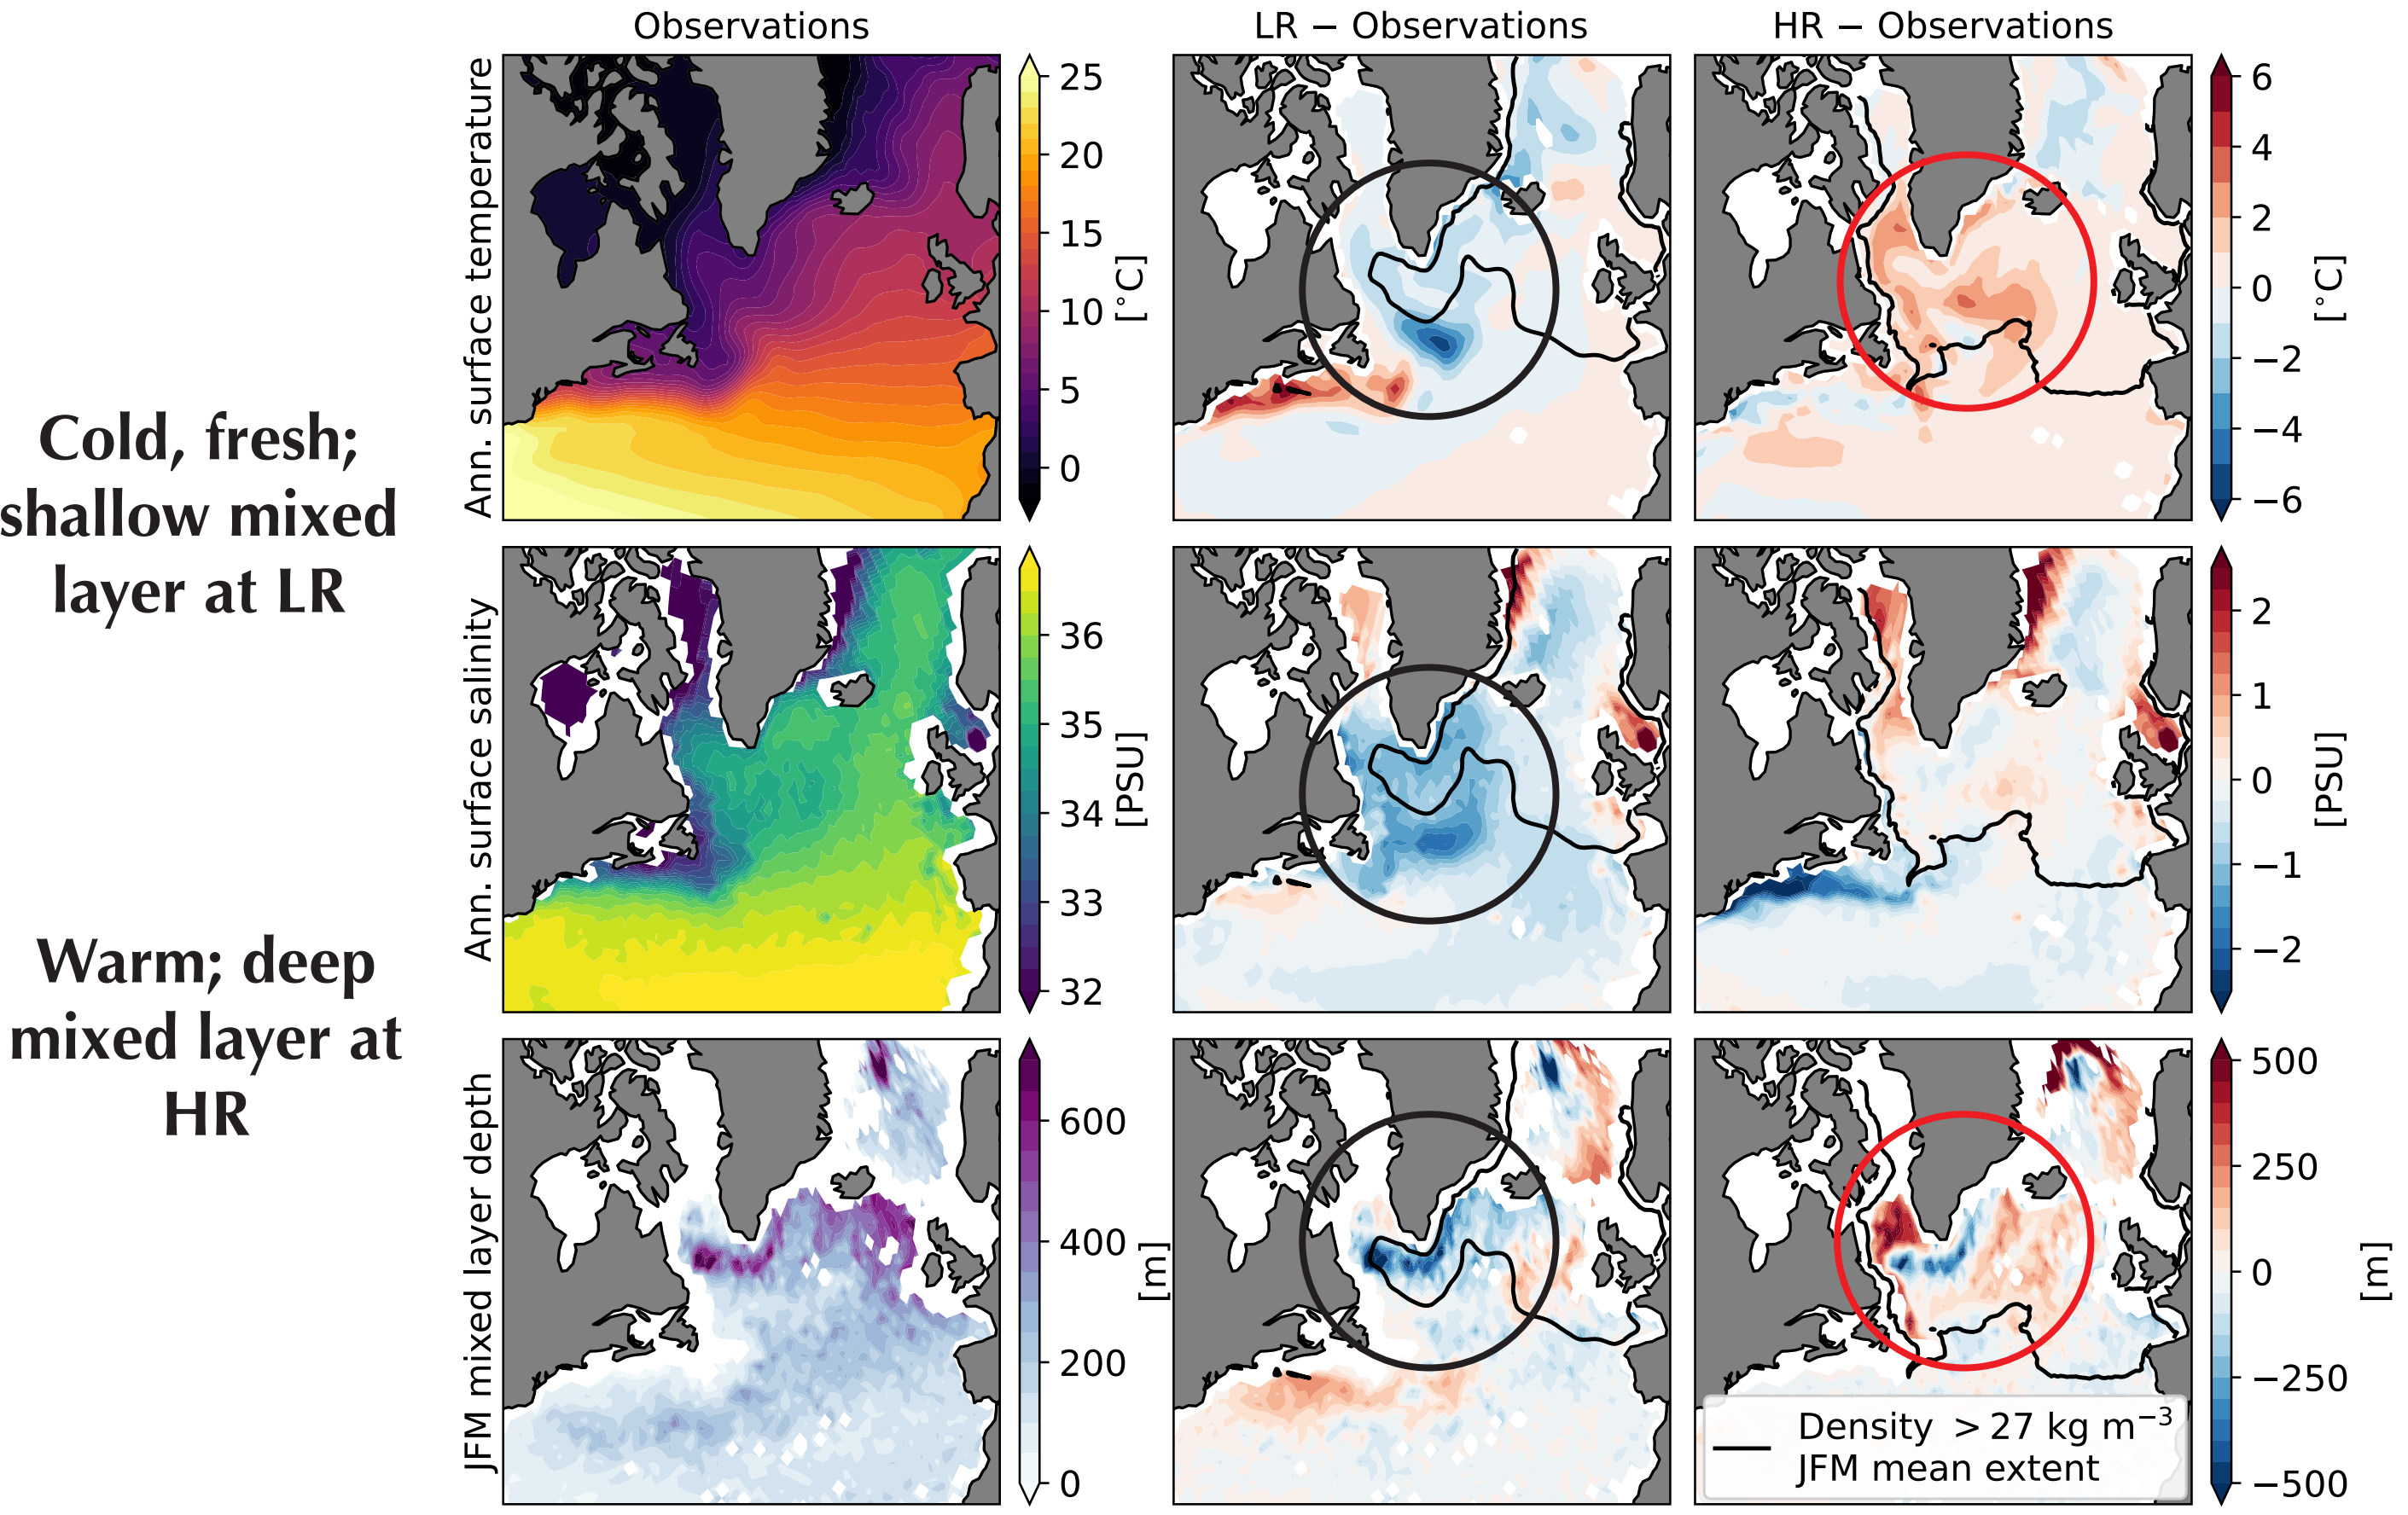 Observations
LR − Observations
HR − Observations
Cold, fresh;
shallow mixed
layer at LR
Warm; deep
mixed layer at
HR
Ann. surface temperature
25
20
15
10
5
0
[°C]
6
4
2
0
−2
−4
−6
[°C]
Ann. surface salinity
36
35
34
33
32
[PSU]
2
1
0
−1
−2
[PSU]
JFM mixed layer depth
600
400
200
0
[m]
500
250
0
−250
−500
[m]
Density > 27 kg m⁻³
JFM mean extent